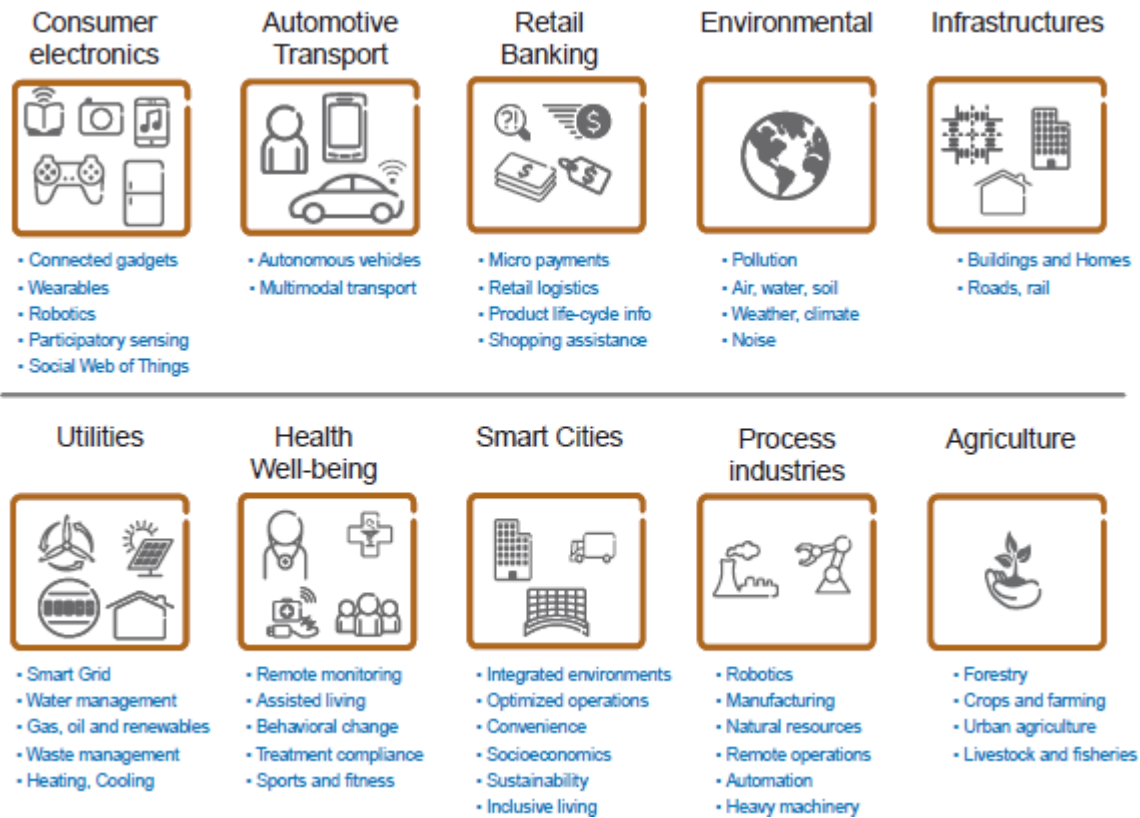 Consumer
electronics
Automotive
Transport
Retail
Banking
Environmental
Infrastructures
?!
$
$
$
• Connected gadgets
• Wearables
• Robotics
• Participatory sensing
• Social Web of Things
• Autonomous vehicles
• Multimodal transport
• Micro payments
• Retail logistics
• Product life-cycle info
• Shopping assistance
• Pollution
• Air, water, soil
• Weather, climate
• Noise
• Buildings and Homes
• Roads, rail
Utilities
Health
Well-being
Smart Cities
Process
industries
Agriculture
• Smart Grid
• Water management
• Gas, oil and renewables
• Waste management
• Heating, Cooling
• Remote monitoring
• Assisted living
• Behavioral change
• Treatment compliance
• Sports and fitness
• Integrated environments
• Optimized operations
• Convenience
• Socioeconomics
• Sustainability
• Inclusive living
• Robotics
• Manufacturing
• Natural resources
• Remote operations
• Automation
• Heavy machinery
• Forestry
• Crops and farming
• Urban agriculture
• Livestock and fisheries